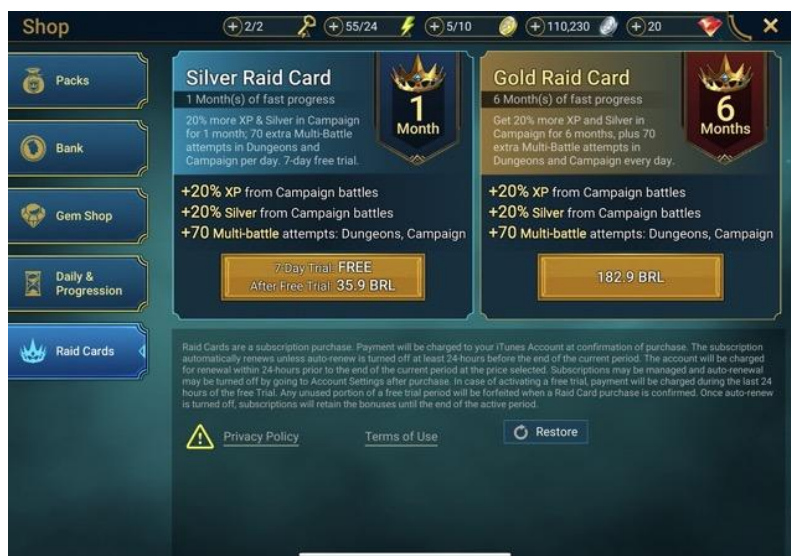 Shop
2/2
55/24
5/10
110,230
20
Packs
Bank
Gem Shop
Daily &
Progression
Raid Cards
Silver Raid Card
1 Month(s) of fast progress
20% more XP & Silver in Campaign
for 1 month; 70 extra Multi-Battle
attempts in Dungeons and
Campaign per day. 7-day free trial.
1
Month
+20% XP from Campaign battles
+20% Silver from Campaign battles
+70 Multi-battle attempts: Dungeons, Campaign
7-Day Trial: FREE
After Free Trial: 35.9 BRL
Gold Raid Card
6 Month(s) of fast progress
Get 20% more XP and Silver in
Campaign for 6 months, plus 70
extra Multi-Battle attempts in
Dungeons and Campaign every day.
6
Months
+20% XP from Campaign battles
+20% Silver from Campaign battles
+70 Multi-battle attempts: Dungeons, Campaign
182.9 BRL
Raid Cards are a subscription purchase. Payment will be charged to your iTunes Account at confirmation of purchase. The subscription
automatically renews unless auto-renew is turned off at least 24-hours before the end of the current period. The account will be charged
for renewal within 24-hours prior to the end of the current period at the price selected. Subscriptions may be managed and auto-renewal
may be turned off by going to Account Settings after purchase. In case of activating a free trial, payment will be charged during the last 24
hours of the free Trial. Any unused portion of a free trial period will be forfeited when a Raid Card purchase is confirmed. Once auto-renew
is turned off, subscriptions will retain the bonuses until the end of the active period.
Privacy Policy
Terms of Use
Restore